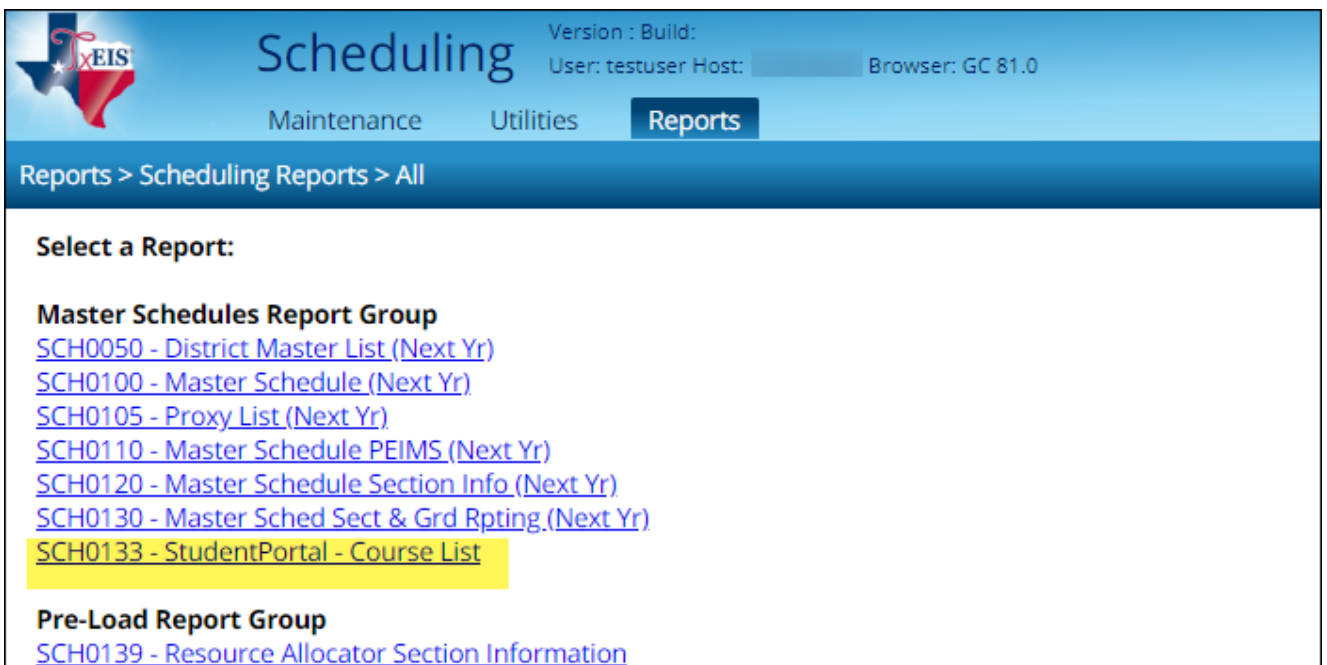 TxEIS
Scheduling
Version : Build:
User: testuser Host: Browser: GC 81.0
Maintenance Utilities Reports
Reports > Scheduling Reports > All
Select a Report:
Master Schedules Report Group
SCH0050 - District Master List (Next Yr)
SCH0100 - Master Schedule (Next Yr)
SCH0105 - Proxy List (Next Yr)
SCH0110 - Master Schedule PEIMS (Next Yr)
SCH0120 - Master Schedule Section Info (Next Yr)
SCH0130 - Master Sched Sect & Grd Rpting (Next Yr)
SCH0133 - StudentPortal - Course List
Pre-Load Report Group
SCH0139 - Resource Allocator Section Information